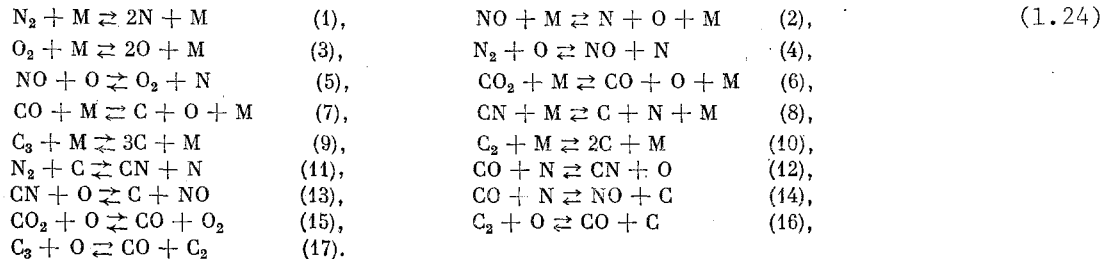 N₂ + M ⇄ 2N + M (1), NO + M ⇄ N + O + M (2), (1.24)
O₂ + M ⇄ 2O + M (3), N₂ + O ⇄ NO + N (4),
NO + O ⇄ O₂ + N (5), CO₂ + M ⇄ CO + O + M (6),
CO + M ⇄ C + O + M (7), CN + M ⇄ C + N + M (8),
C₃ + M ⇄ 3C + M (9), C₂ + M ⇄ 2C + M (10),
N₂ + C ⇄ CN + N (11), CO + N ⇄ CN + O (12),
CN + O ⇄ C + NO (13), CO + N ⇄ NO + C (14),
CO₂ + O ⇄ CO + O₂ (15), C₂ + O ⇄ CO + C (16),
C₃ + O ⇄ CO + C₂ (17).